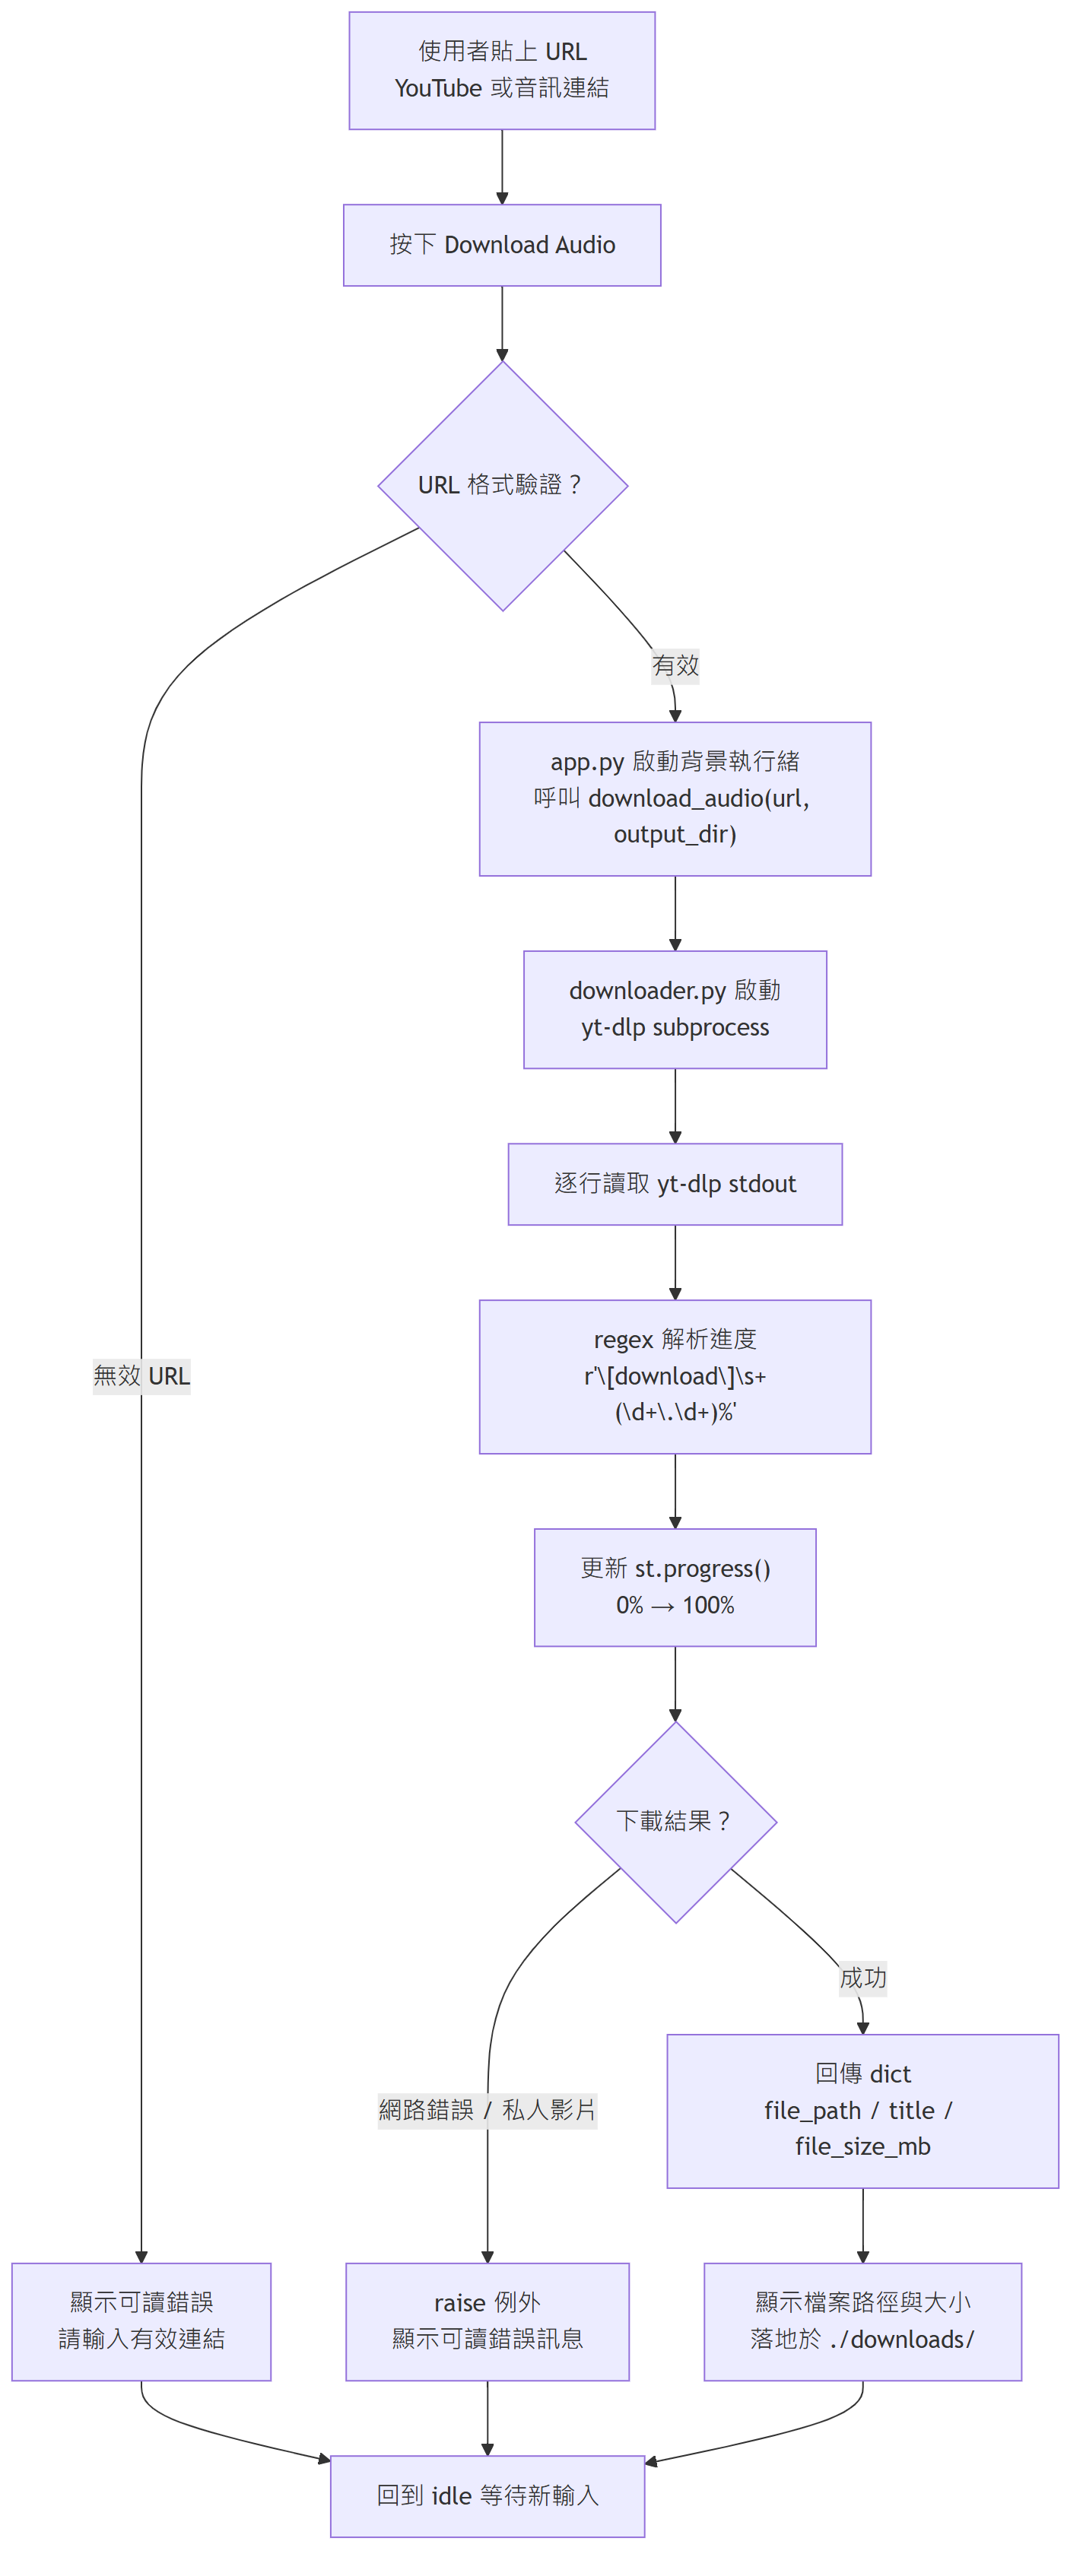 使用者貼上 URL
YouTube 或音訊連結
按下 Download Audio
URL 格式驗證？
有效
app.py 啟動背景執行緒
呼叫 download_audio(url,
output_dir)
downloader.py 啟動
yt-dlp subprocess
逐行讀取 yt-dlp stdout
regex 解析進度
r'\[download\]\s+
(\d+\.\d+)%'
無效 URL
更新 st.progress()
0% → 100%
下載結果？
成功
回傳 dict
file_path / title /
file_size_mb
網路錯誤 / 私人影片
顯示可讀錯誤
請輸入有效連結
raise 例外
顯示可讀錯誤訊息
顯示檔案路徑與大小
落地於 ./downloads/
回到 idle 等待新輸入